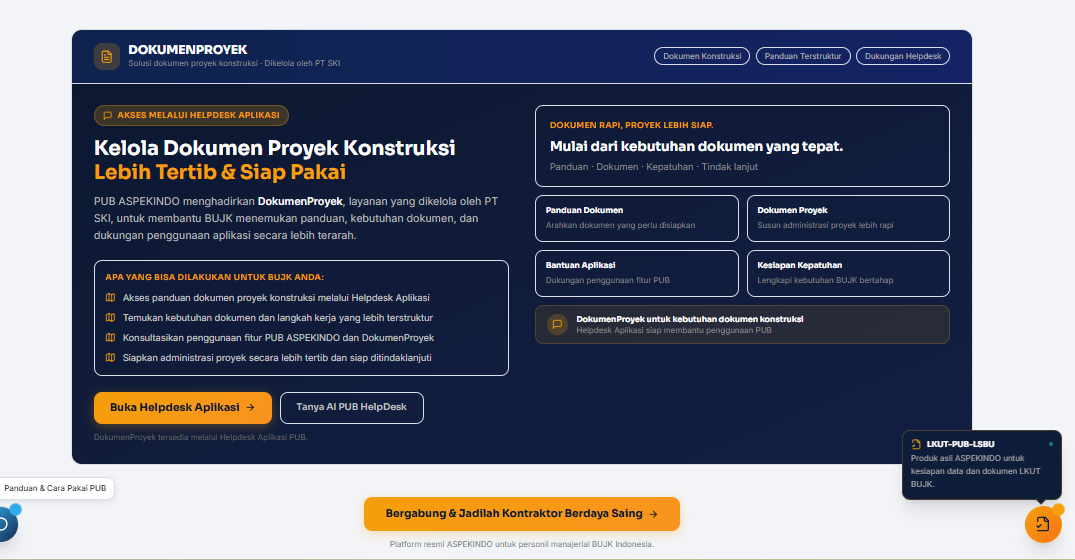 DOKUMENPROYEK
Solusi dokumen proyek konstruksi · Dikelola oleh PT SKI
Dokumen Konstruksi
Panduan Terstruktur
Dukungan Helpdesk
AKSES MELALUI HELPDESK APLIKASI
Kelola Dokumen Proyek Konstruksi
Lebih Tertib & Siap Pakai
PUB ASPEKINDO menghadirkan DokumenProyek, layanan yang dikelola oleh PT
SKI, untuk membantu BUJK menemukan panduan, kebutuhan dokumen, dan
dukungan penggunaan aplikasi secara lebih terarah.
APA YANG BISA DILAKUKAN UNTUK BUJK ANDA:
Akses panduan dokumen proyek konstruksi melalui Helpdesk Aplikasi
Temukan kebutuhan dokumen dan langkah kerja yang lebih terstruktur
Konsultasikan penggunaan fitur PUB ASPEKINDO dan DokumenProyek
Siapkan administrasi proyek secara lebih tertib dan siap ditindaklanjuti
Buka Helpdesk Aplikasi →
Tanya AI PUB HelpDesk
DokumenProyek tersedia melalui Helpdesk Aplikasi PUB.
DOKUMEN RAPI, PROYEK LEBIH SIAP.
Mulai dari kebutuhan dokumen yang tepat.
Panduan · Dokumen · Kepatuhan · Tindak lanjut
Panduan Dokumen
Arahkan dokumen yang perlu disiapkan
Dokumen Proyek
Susun administrasi proyek lebih rapi
Bantuan Aplikasi
Dukungan penggunaan fitur PUB
Kesiapan Kepatuhan
Lengkapi kebutuhan BUJK bertahap
DokumenProyek untuk kebutuhan dokumen konstruksi
Helpdesk Aplikasi siap membantu penggunaan PUB
LKUT-PUB-LSBU
Produk asli ASPEKINDO untuk
kesiapan data dan dokumen LKUT
BUJK.
Panduan & Cara Pakai PUB
Bergabung & Jadilah Kontraktor Berdaya Saing →
Platform resmi ASPEKINDO untuk personil manajerial BUJK Indonesia.